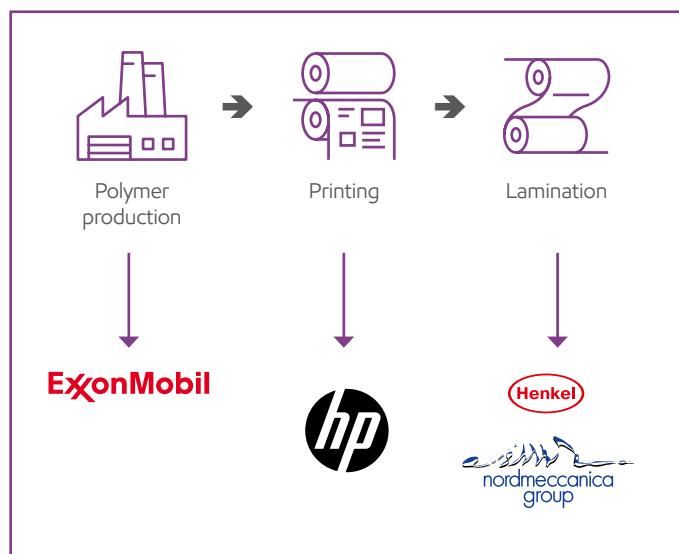 Polymer
production
Printing
Lamination
ExxonMobil
hp
Henkel
nordmeccanica
group